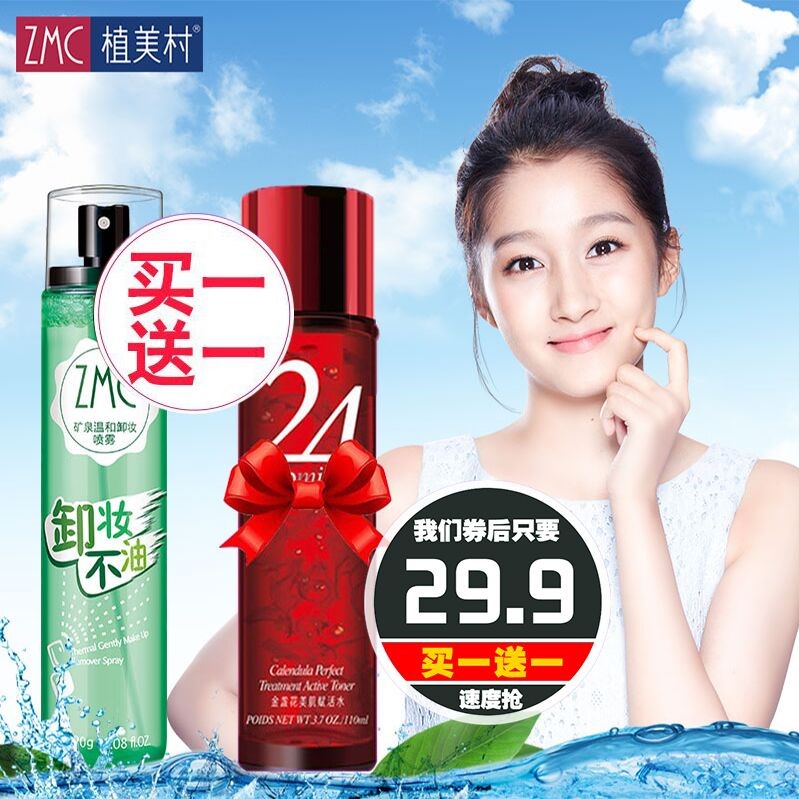 ZMC 植美村®
买一
送一
ZMC
矿泉温和卸妆
喷雾
卸妆
不油
Thermal Gently Make Up
Remover Spray
08 fl.oz
24
Calendula Perfect
Treatment Active Toner
金盏花美肌赋活水
POIDS NET WT 3.7 OZ/110ml
我们券后只要
29.9
买一送一
速度抢